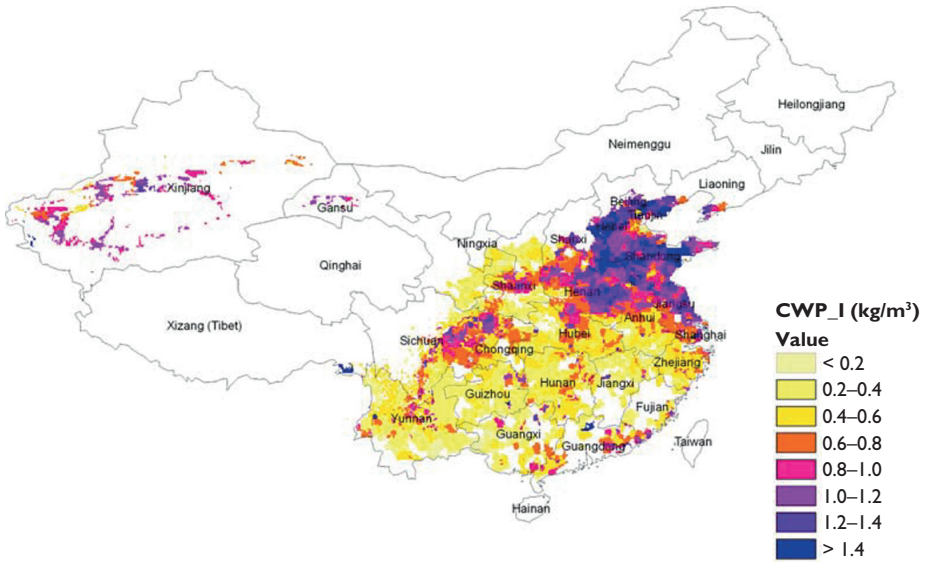 Heilongjiang
Jilin
Neimenggu
Liaoning
Xinjiang
Gansu
Beijing
Tianjin
Hebei
Ningxia
Shanxi
Shandong
Qinghai
Shaanxi
Henan
Jiangsu
Xizang (Tibet)
Anhui
Hubei
Shanghai
Sichuan
Chongqing
Zhejiang
Guizhou
Hunan
Jiangxi
Fujian
Yunnan
Guangxi
Guangdong
Taiwan
Hainan
CWP_I (kg/m³)
Value
< 0.2
0.2–0.4
0.4–0.6
0.6–0.8
0.8–1.0
1.0–1.2
1.2–1.4
> 1.4